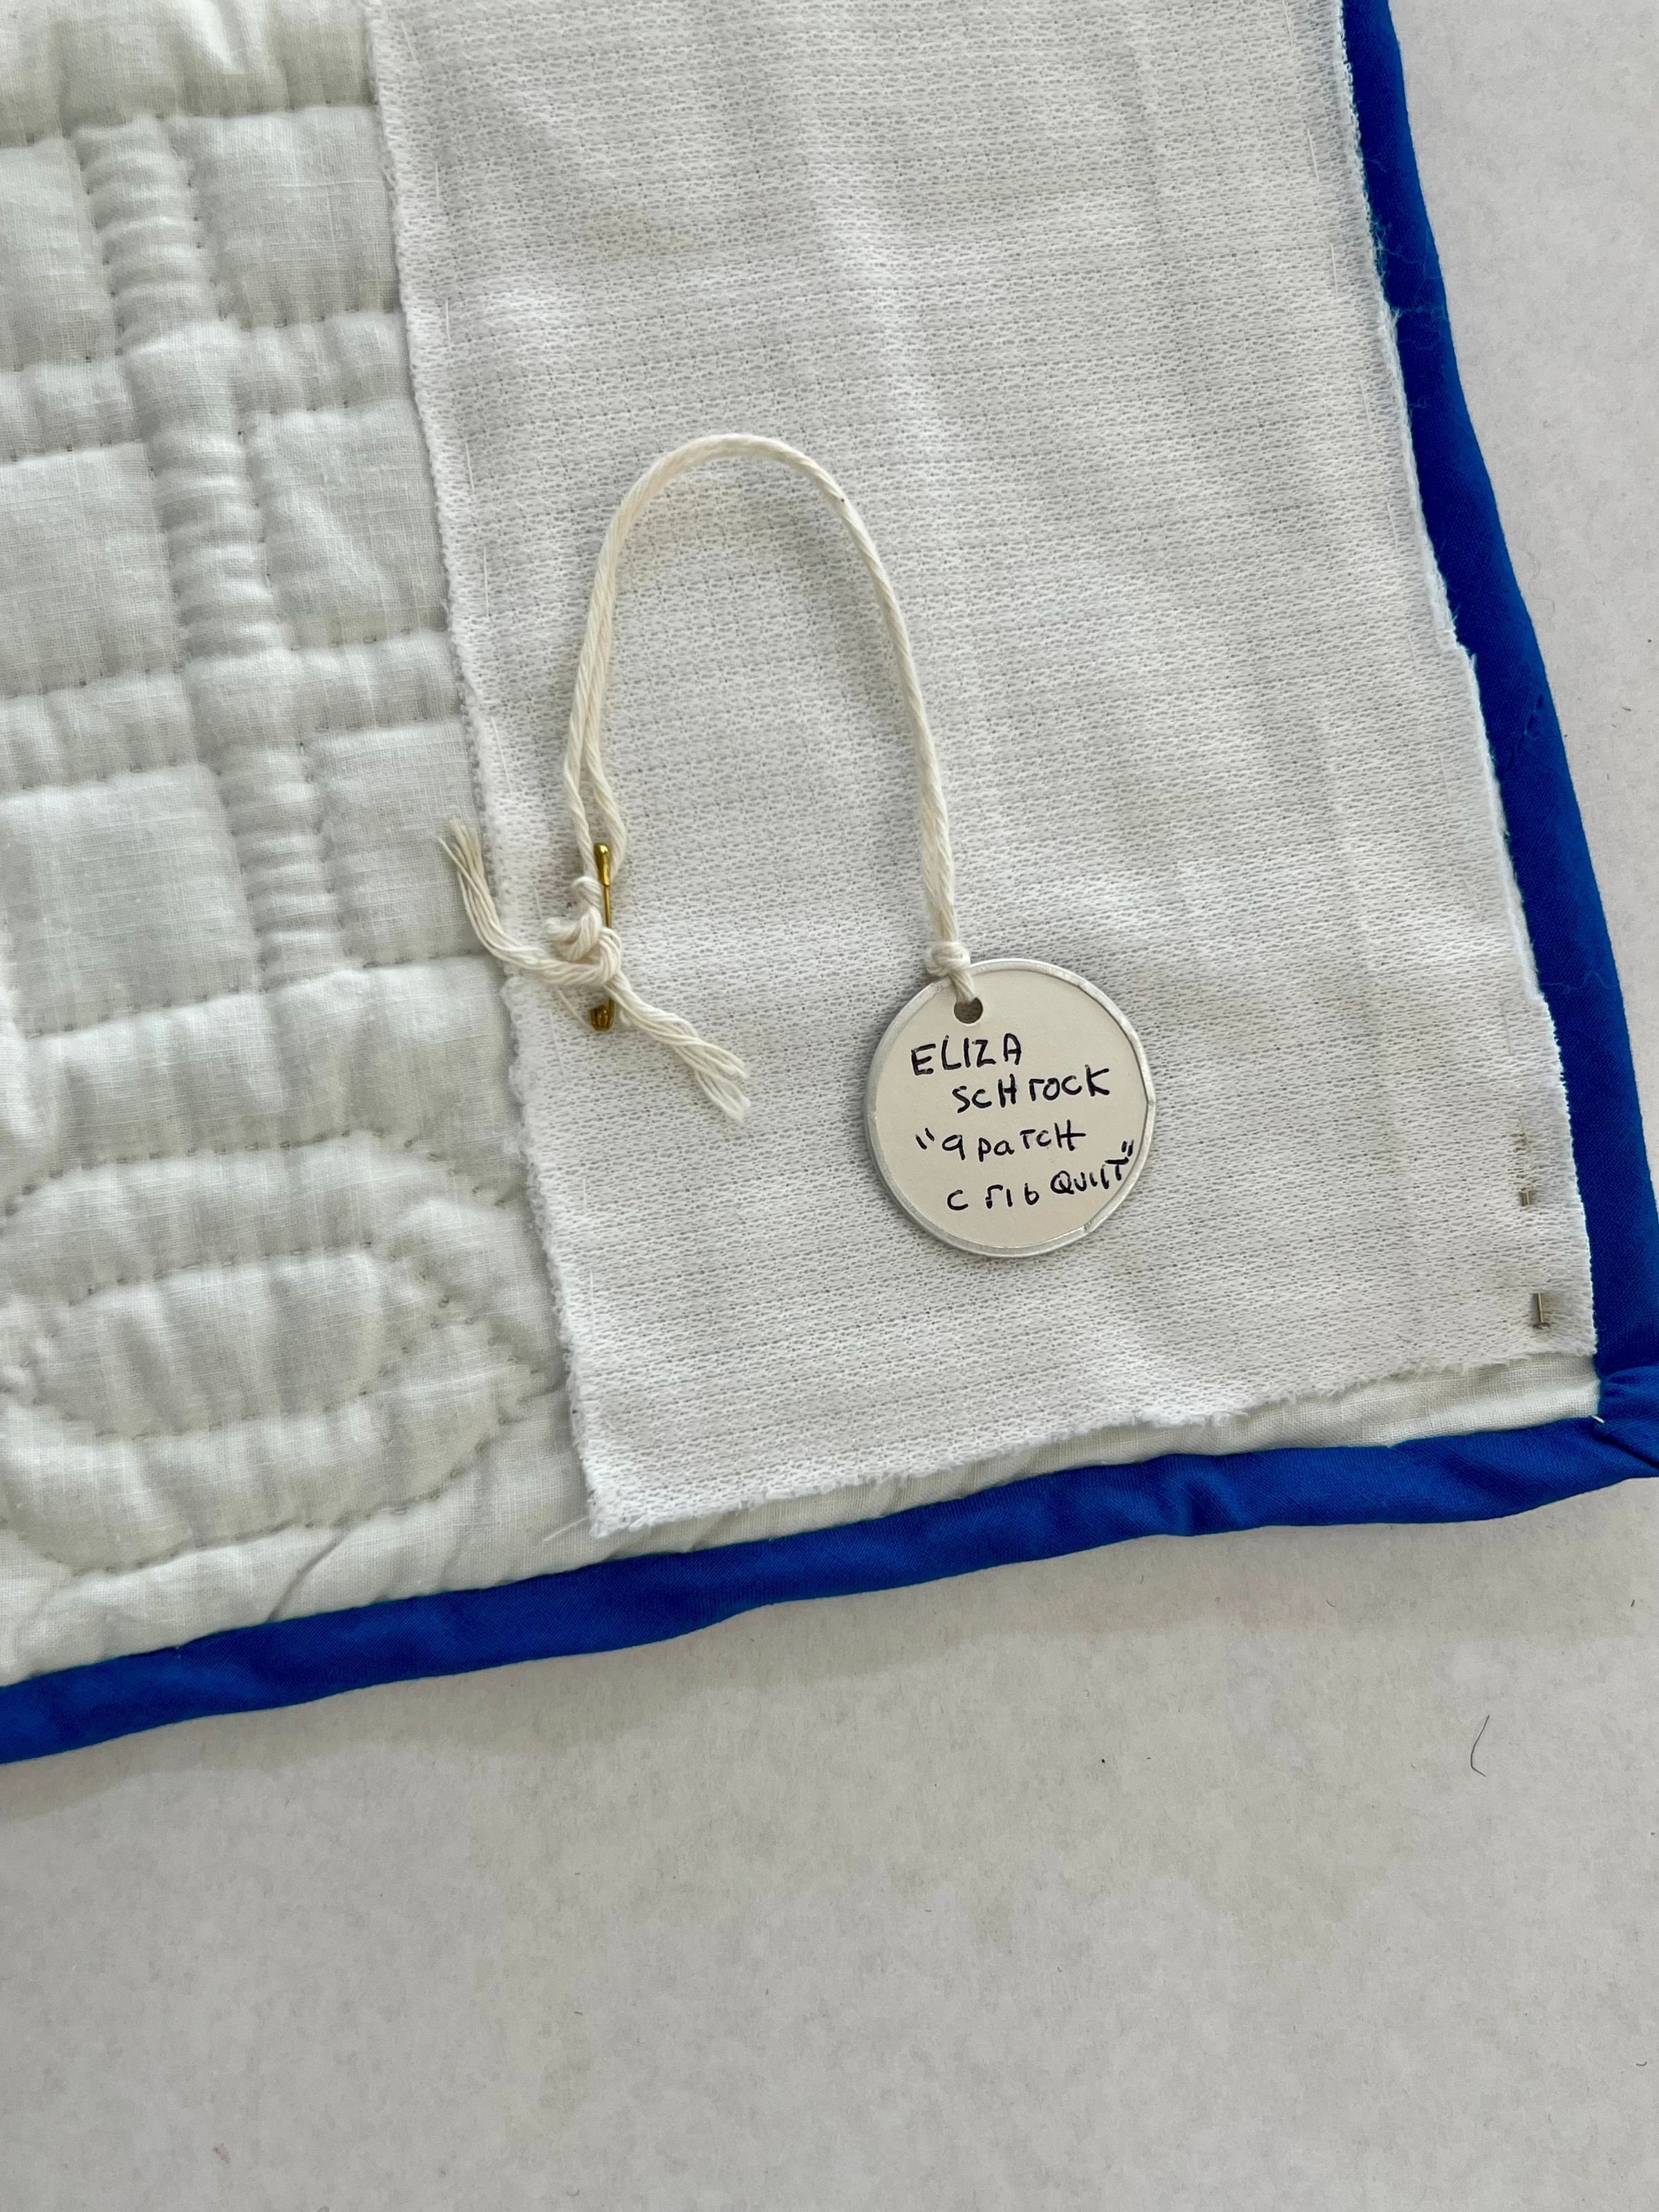 ELIZA
SCHrOCK
"9 PaTCH
CrIb QUIlT"